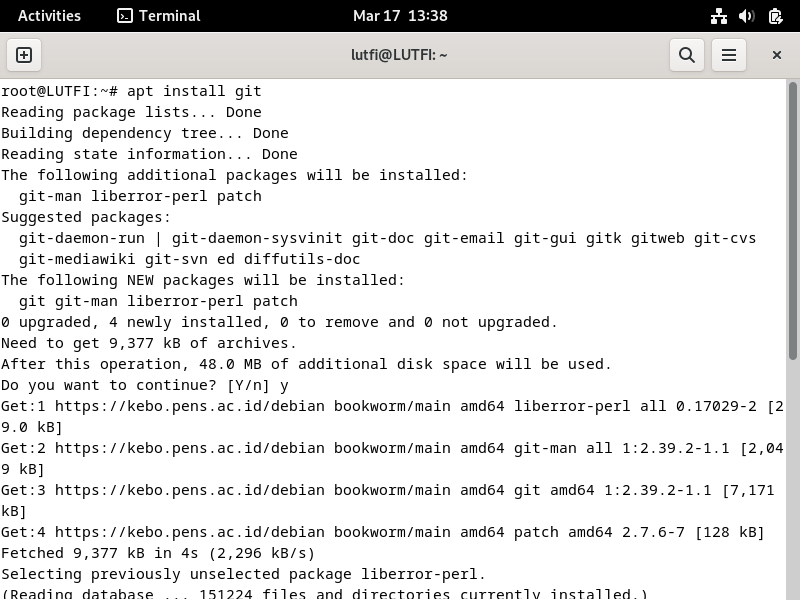 Activities Terminal Mar 17 13:38
lutfi@LUTFI: ~
root@LUTFI:~# apt install git
Reading package lists... Done
Building dependency tree... Done
Reading state information... Done
The following additional packages will be installed:
  git-man liberror-perl patch
Suggested packages:
  git-daemon-run | git-daemon-sysvinit git-doc git-email git-gui gitk gitweb git-cvs
  git-mediawiki git-svn ed diffutils-doc
The following NEW packages will be installed:
  git git-man liberror-perl patch
0 upgraded, 4 newly installed, 0 to remove and 0 not upgraded.
Need to get 9,377 kB of archives.
After this operation, 48.0 MB of additional disk space will be used.
Do you want to continue? [Y/n] y
Get:1 https://kebo.pens.ac.id/debian bookworm/main amd64 liberror-perl all 0.17029-2 [2
9.0 kB]
Get:2 https://kebo.pens.ac.id/debian bookworm/main amd64 git-man all 1:2.39.2-1.1 [2,04
9 kB]
Get:3 https://kebo.pens.ac.id/debian bookworm/main amd64 git amd64 1:2.39.2-1.1 [7,171
kB]
Get:4 https://kebo.pens.ac.id/debian bookworm/main amd64 patch amd64 2.7.6-7 [128 kB]
Fetched 9,377 kB in 4s (2,296 kB/s)
Selecting previously unselected package liberror-perl.
(Reading database ... 151224 files and directories currently installed.)